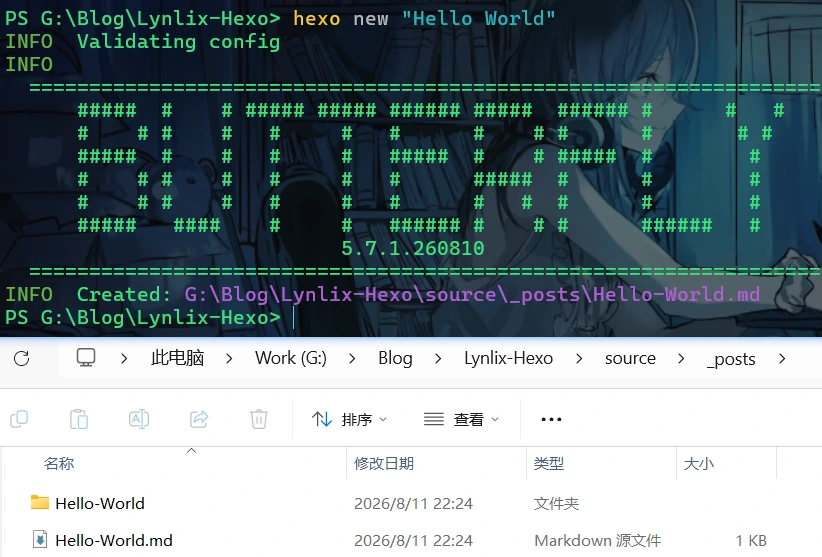 PS G:\Blog\Lynlix-Hexo> hexo new "Hello World"
INFO  Validating config
INFO
===================================================================
 #####  #      # ##### ##### ###### #####  ###### #       #    #
 #     # #     #   #     #   #      #    # #      #        # #
 #####  #      #   #     #   #####  #    # #####  #         #
 #     # #     #   #     #   #      #####  #      #         #
 #     # #     #   #     #   #      #   #  #      #         #
 #####   ####    #     #   ###### #    # #      ######    #
5.7.1.260810
===================================================================
INFO  Created: G:\Blog\Lynlix-Hexo\source\_posts\Hello-World.md
PS G:\Blog\Lynlix-Hexo>
此电脑 > Work (G:) > Blog > Lynlix-Hexo > source > _posts >
排序 查看 ...
名称 修改日期 类型 大小
Hello-World 2026/8/11 22:24 文件夹
Hello-World.md 2026/8/11 22:24 Markdown 源文件 1 KB